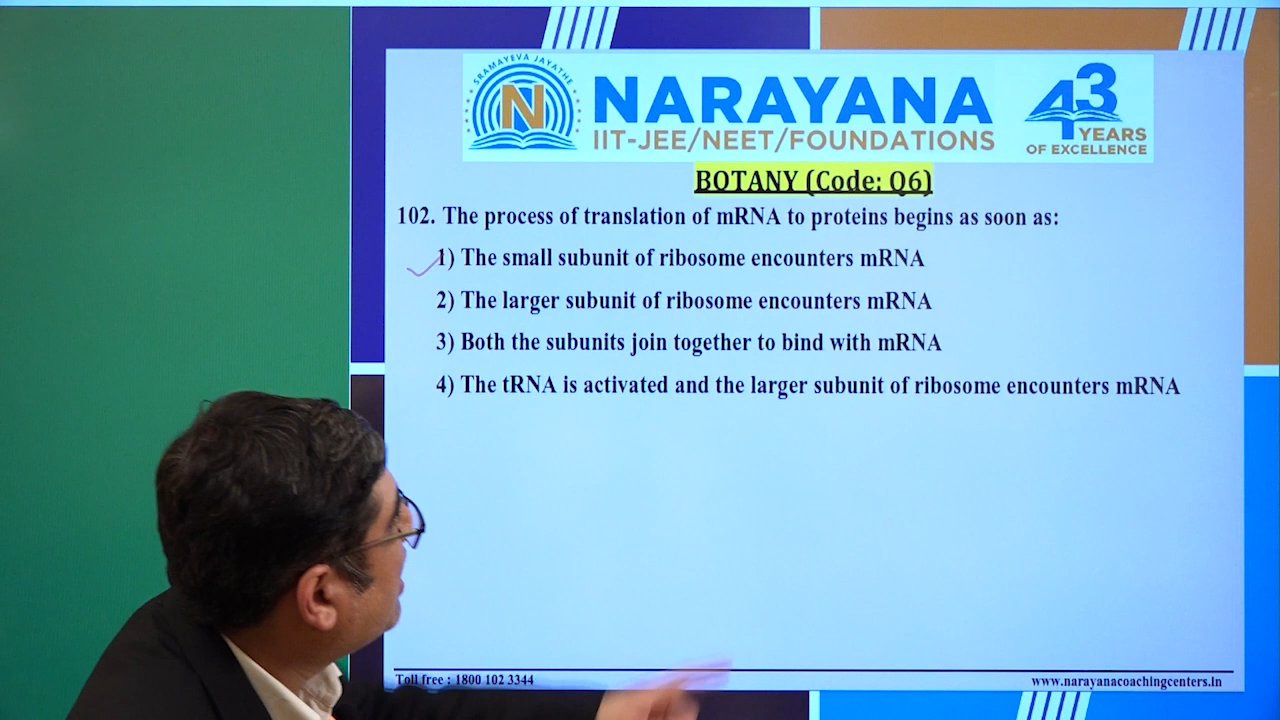 SRAMAYEVA JAYATHE
N
NARAYANA
IIT-JEE/NEET/FOUNDATIONS
43
YEARS
OF EXCELLENCE
BOTANY (Code: Q6)
102. The process of translation of mRNA to proteins begins as soon as:
1) The small subunit of ribosome encounters mRNA
2) The larger subunit of ribosome encounters mRNA
3) Both the subunits join together to bind with mRNA
4) The tRNA is activated and the larger subunit of ribosome encounters mRNA
Toll free : 1800 102 3344
www.narayanacoachingcenters.in